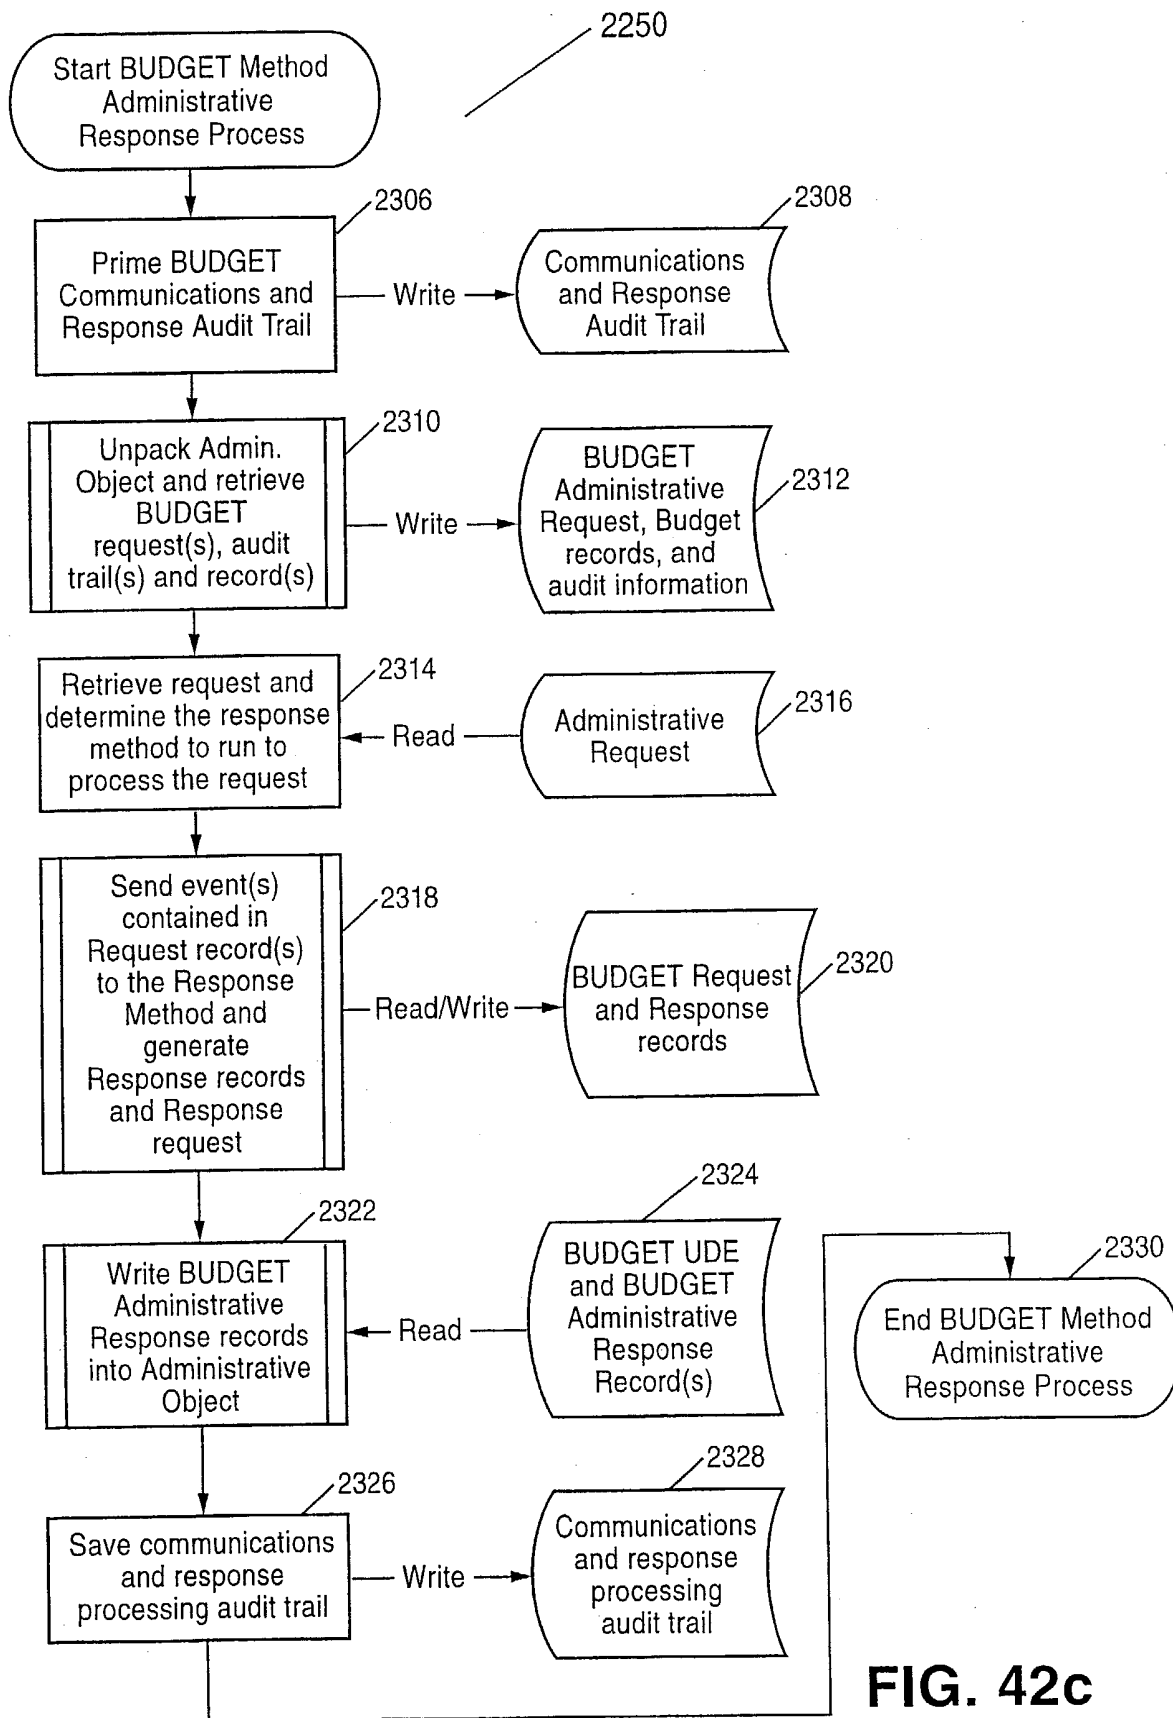 2250
Start BUDGET Method
Administrative
Response Process
2306
Prime BUDGET
Communications and
Response Audit Trail
Write
2308
Communications
and Response
Audit Trail
2310
Unpack Admin.
Object and retrieve
BUDGET
request(s), audit
trail(s) and record(s)
Write
2312
BUDGET
Administrative
Request, Budget
records, and
audit information
2314
Retrieve request and
determine the response
method to run to
process the request
Read
2316
Administrative
Request
2318
Send event(s)
contained in
Request record(s)
to the Response
Method and
generate
Response records
and Response
request
Read/Write
2320
BUDGET Request
and Response
records
2322
Write BUDGET
Administrative
Response records
into Administrative
Object
Read
2324
BUDGET UDE
and BUDGET
Administrative
Response
Record(s)
2326
Save communications
and response
processing audit trail
Write
2328
Communications
and response
processing
audit trail
2330
End BUDGET Method
Administrative
Response Process
FIG. 42c